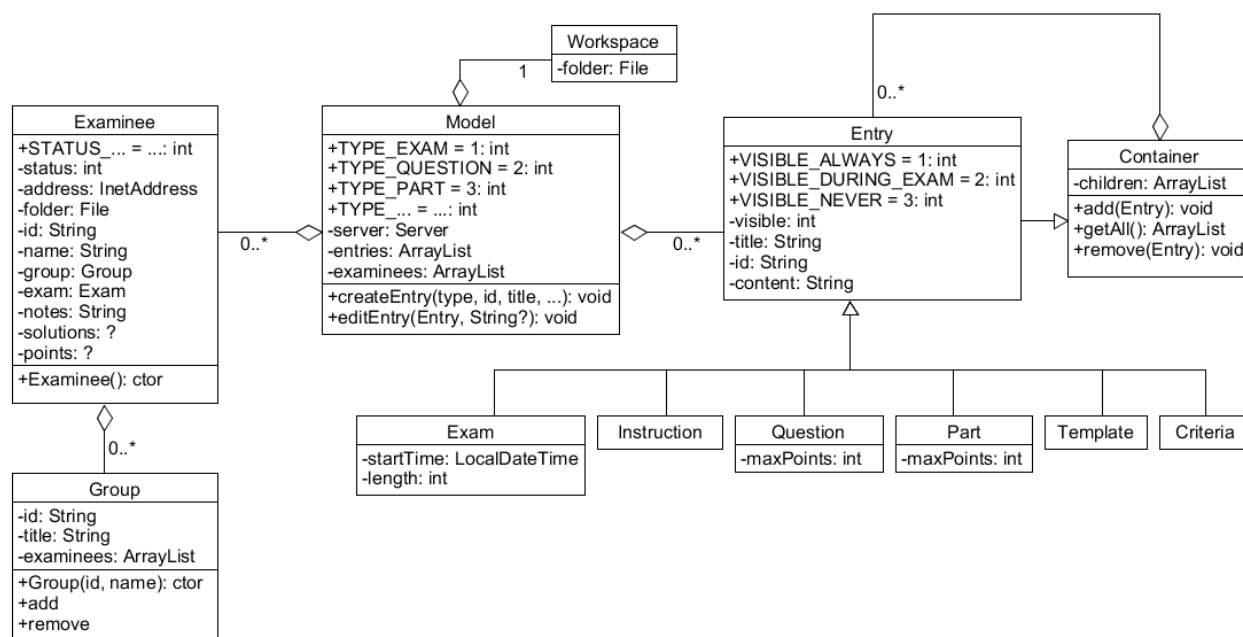 Workspace
-folder: File
1
Examinee
+STATUS_... = ...: int
-status: int
-address: InetAddress
-folder: File
-id: String
-name: String
-group: Group
-exam: Exam
-notes: String
-solutions: ?
-points: ?
+Examinee(): ctor
0..*
Model
+TYPE_EXAM = 1: int
+TYPE_QUESTION = 2: int
+TYPE_PART = 3: int
+TYPE_... = ...: int
-server: Server
-entries: ArrayList
-examinees: ArrayList
+createEntry(type, id, title, ...): void
+editEntry(Entry, String?): void
0..*
0..*
Entry
+VISIBLE_ALWAYS = 1: int
+VISIBLE_DURING_EXAM = 2: int
+VISIBLE_NEVER = 3: int
-visible: int
-title: String
-id: String
-content: String
Container
-children: ArrayList
+add(Entry): void
+getAll(): ArrayList
+remove(Entry): void
0..*
Group
-id: String
-title: String
-examinees: ArrayList
+Group(id, name): ctor
+add
+remove
Exam
-startTime: LocalDateTime
-length: int
Instruction
Question
-maxPoints: int
Part
-maxPoints: int
Template
Criteria